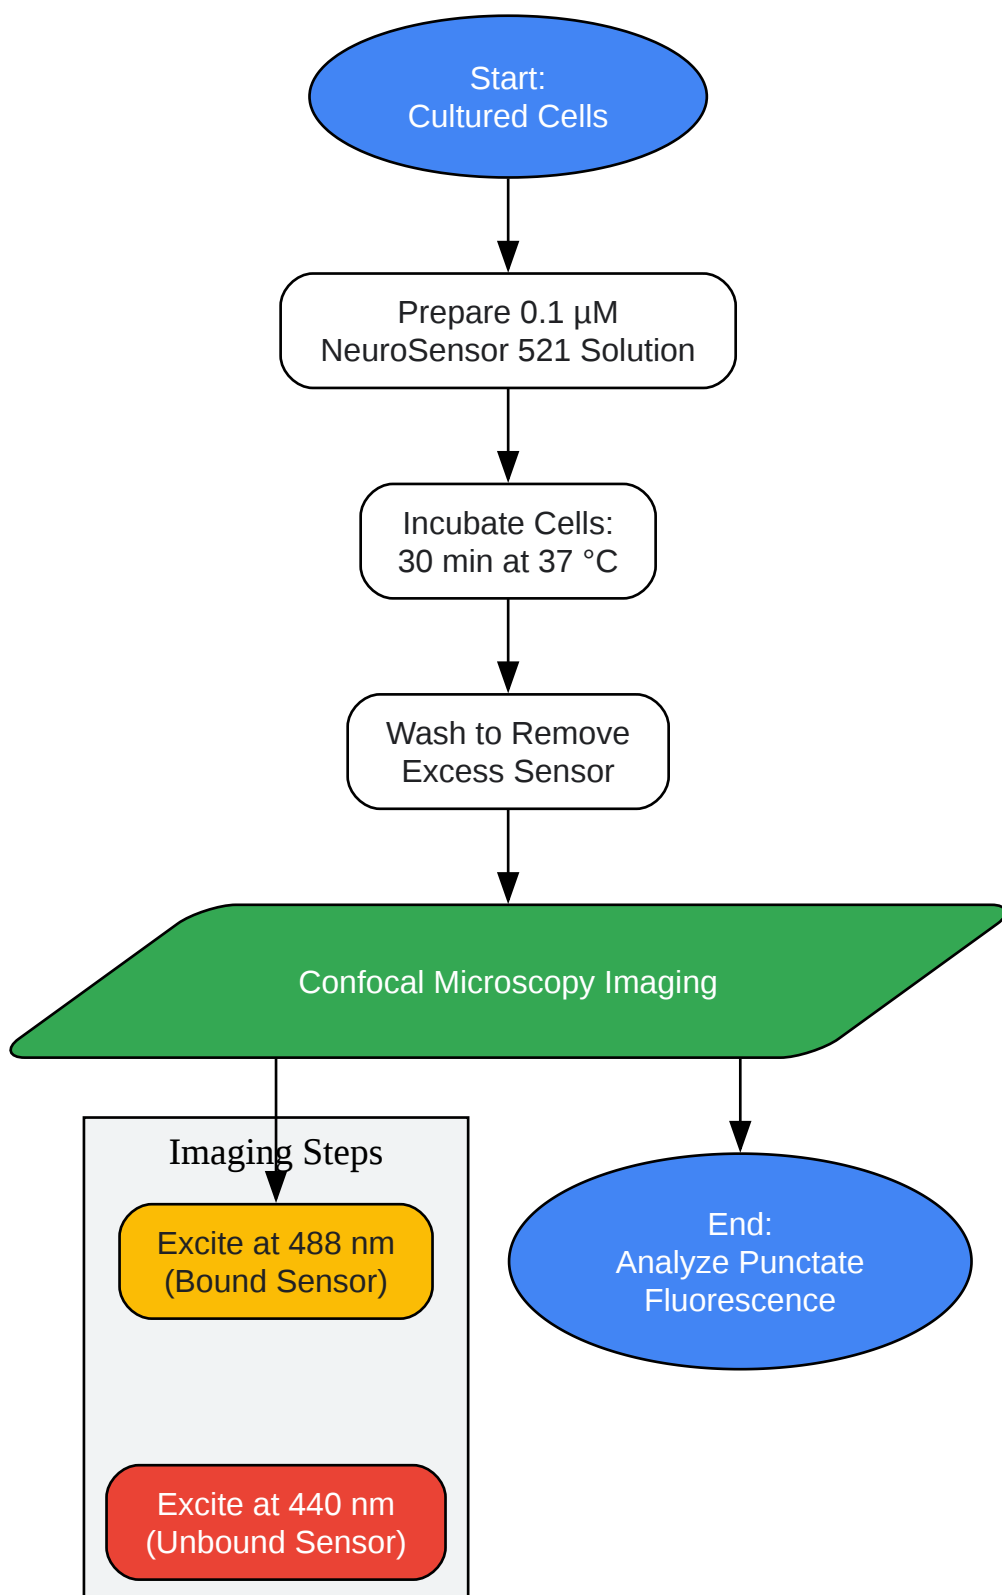 Start:
Cultured Cells
Prepare 0.1 µM
NeuroSensor 521 Solution
Incubate Cells:
30 min at 37 °C
Wash to Remove
Excess Sensor
Confocal Microscopy Imaging
Imaging Steps
Excite at 488 nm
(Bound Sensor)
End:
Analyze Punctate
Fluorescence
Excite at 440 nm
(Unbound Sensor)